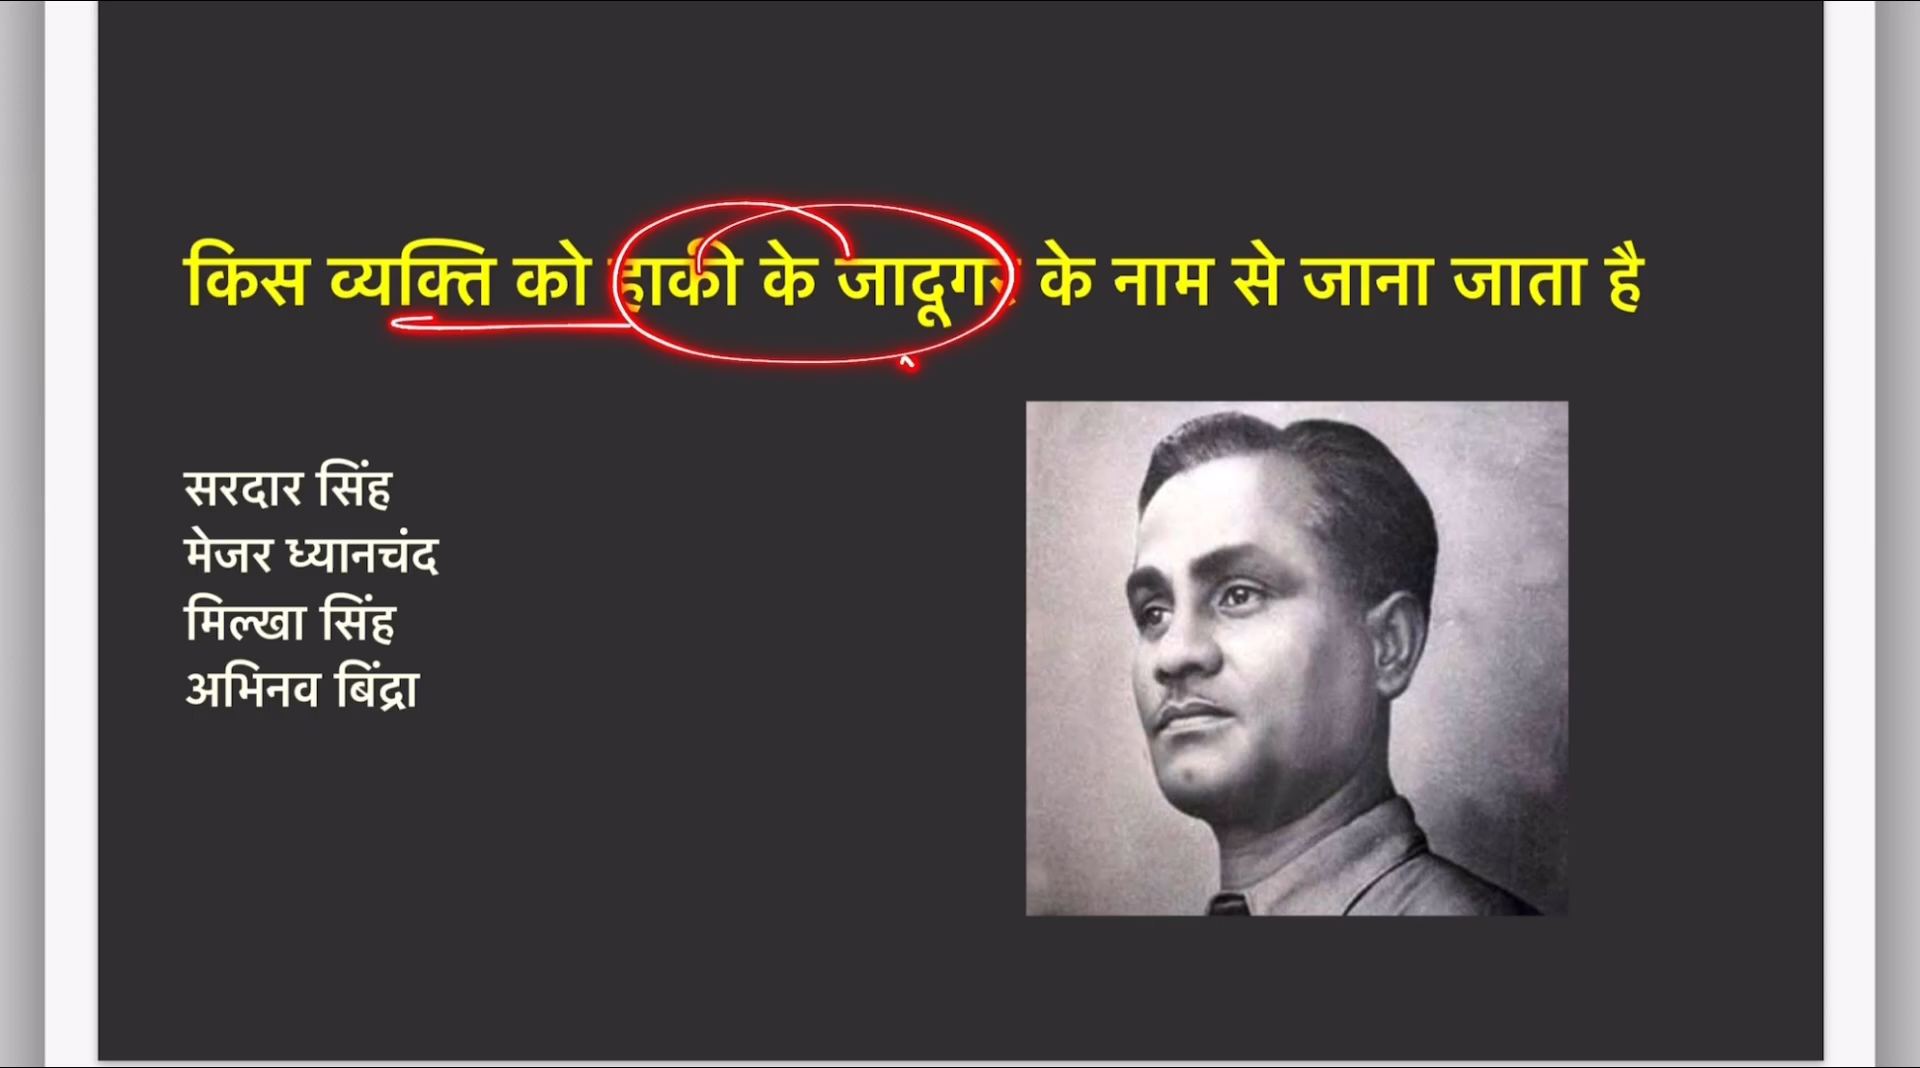 किस व्यक्ति को हाकी के जादूगर के नाम से जाना जाता है
सरदार सिंह
मेजर ध्यानचंद
मिल्खा सिंह
अभिनव बिंद्रा